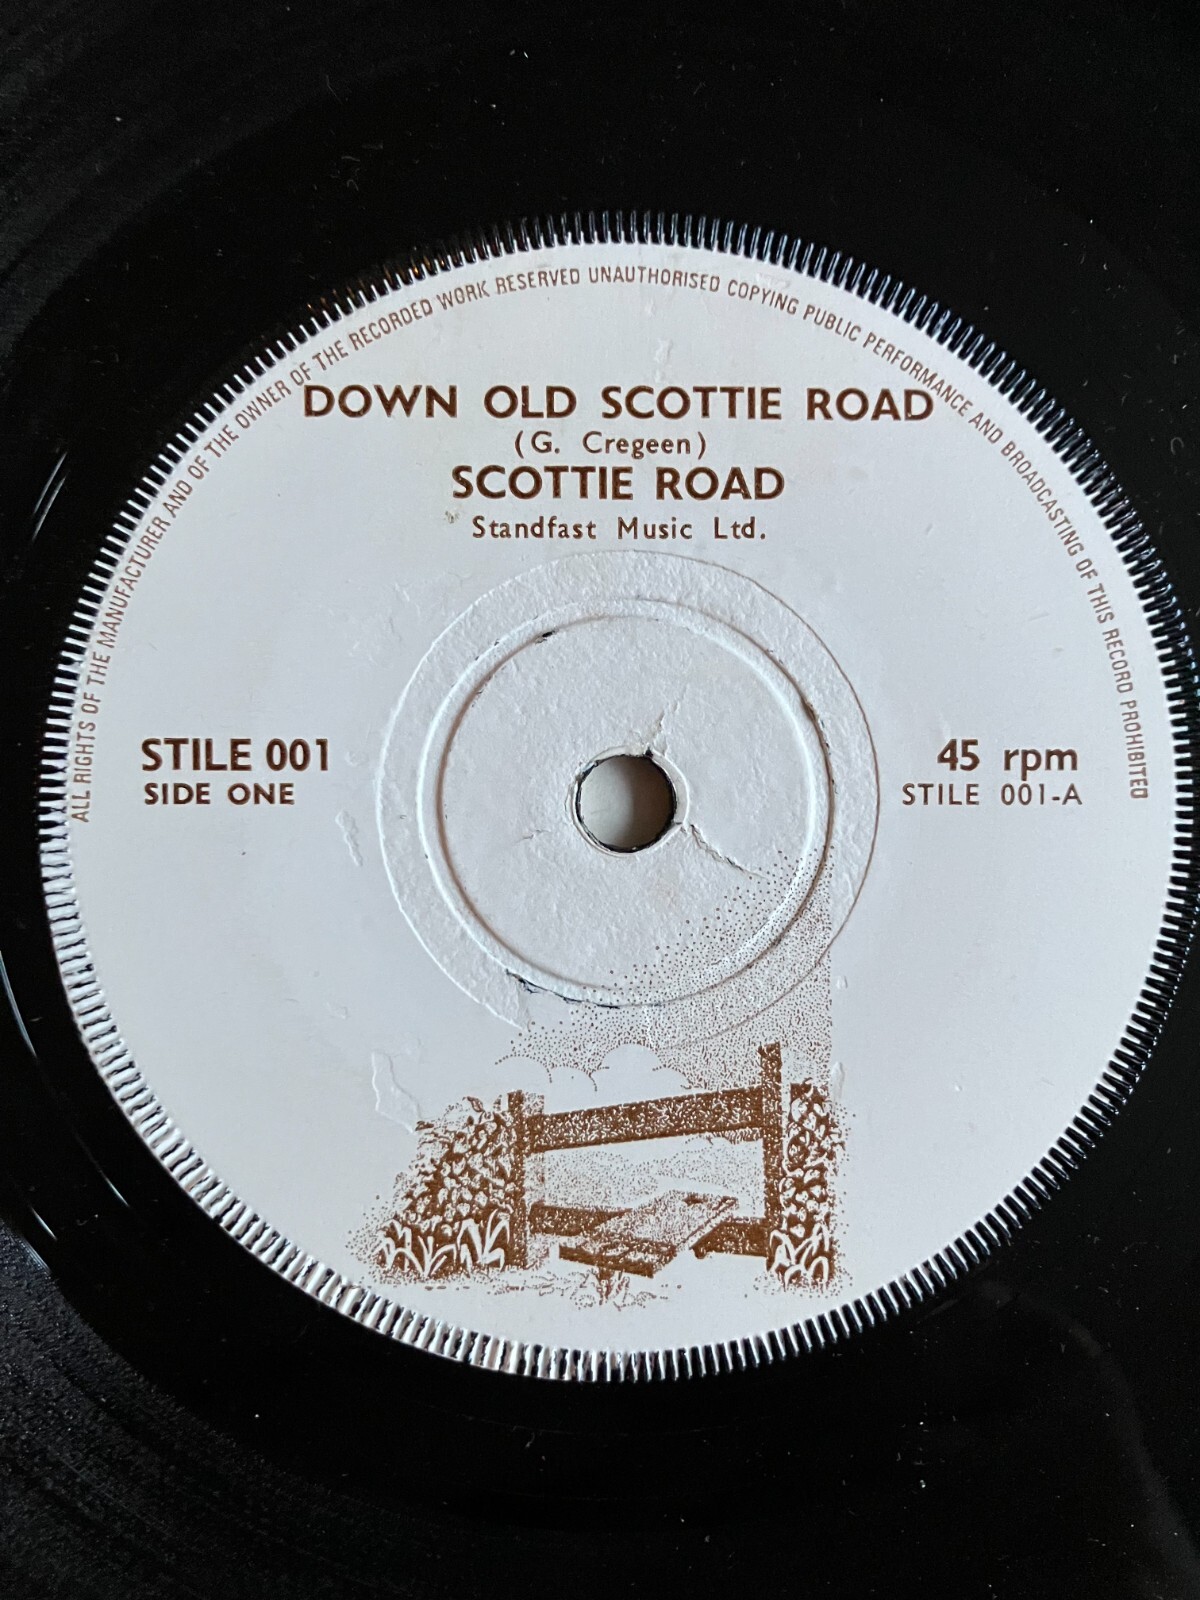 ALL RIGHTS OF THE MANUFACTURER AND OF THE OWNER OF THE RECORDED WORK RESERVED UNAUTHORISED COPYING PUBLIC PERFORMANCE AND BROADCASTING OF THIS RECORD PROHIBITED
DOWN OLD SCOTTIE ROAD
(G. Cregeen)
SCOTTIE ROAD
Standfast Music Ltd.
STILE 001
SIDE ONE
45 rpm
STILE 001-A